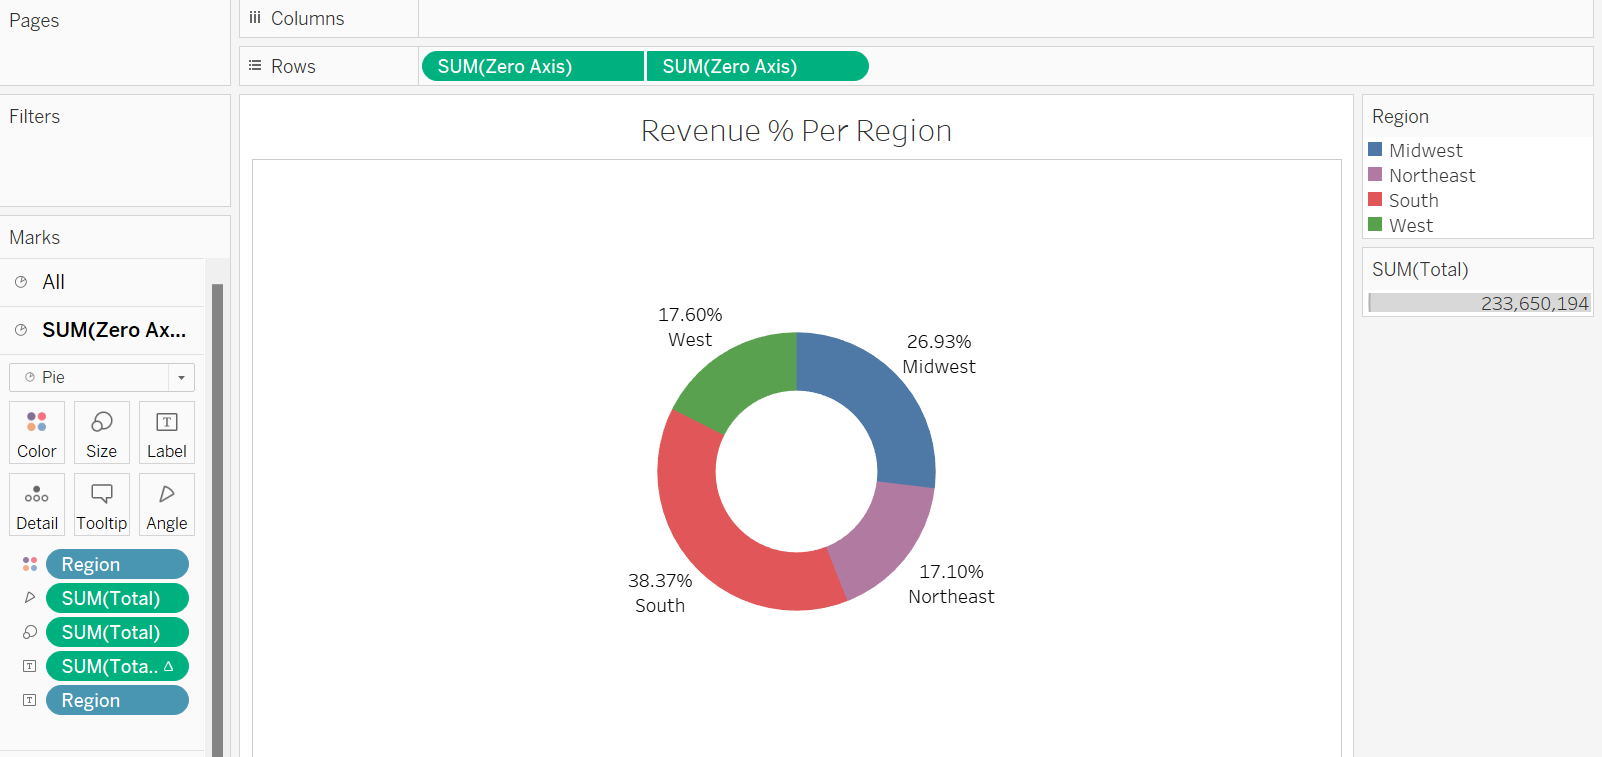 Pages
Columns
Rows
SUM(Zero Axis)
SUM(Zero Axis)
Filters
Marks
All
SUM(Zero Ax...
Pie
Color
Size
Label
Detail
Tooltip
Angle
Region
SUM(Total)
SUM(Total)
SUM(Tota..
Region
Revenue % Per Region
17.60%
West
26.93%
Midwest
38.37%
South
17.10%
Northeast
Region
Midwest
Northeast
South
West
SUM(Total)
233,650,194